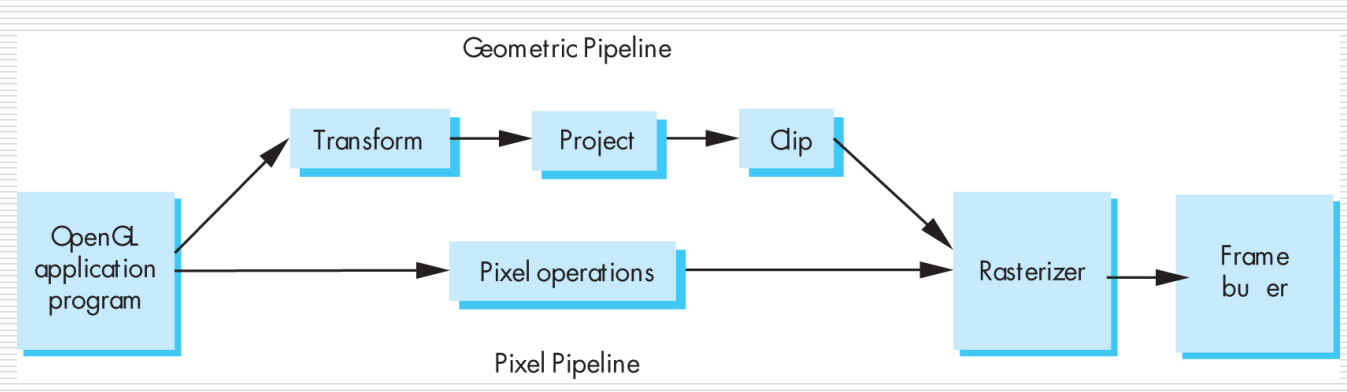 Geometric Pipeline
Transform
Project
Clip
OpenGL
application
program
Pixel operations
Rasterizer
Frame
bu er
Pixel Pipeline